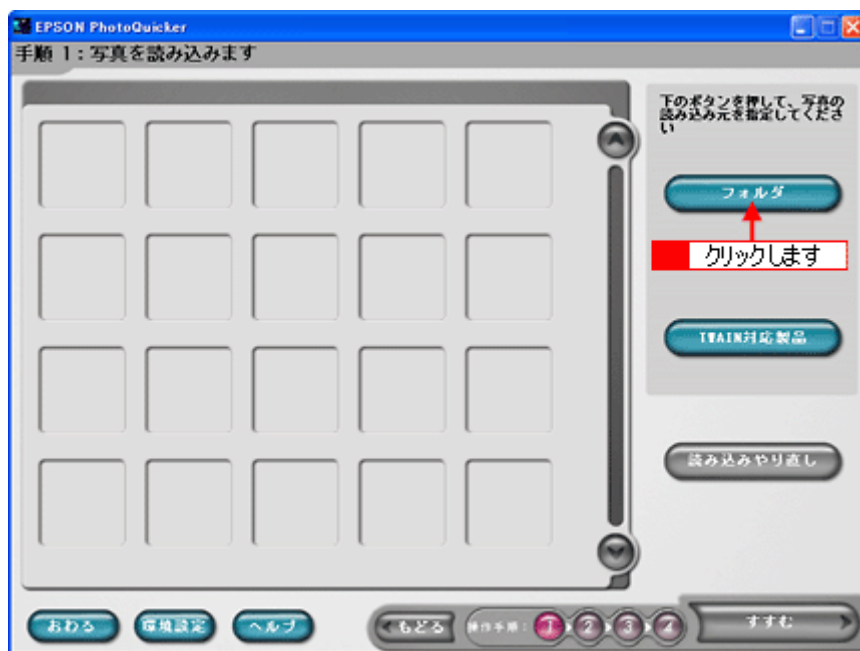 EPSON PhotoQuicker
手順 1:写真を読み込みます
下のボタンを押して、写真の
読み込み元を指定してくださ
い
フォルダ
クリックします
TWAIN対応製品
読み込みやり直し
おわる
環境設定
ヘルプ
もどる
操作手順:
1
2
3
4
すすむ